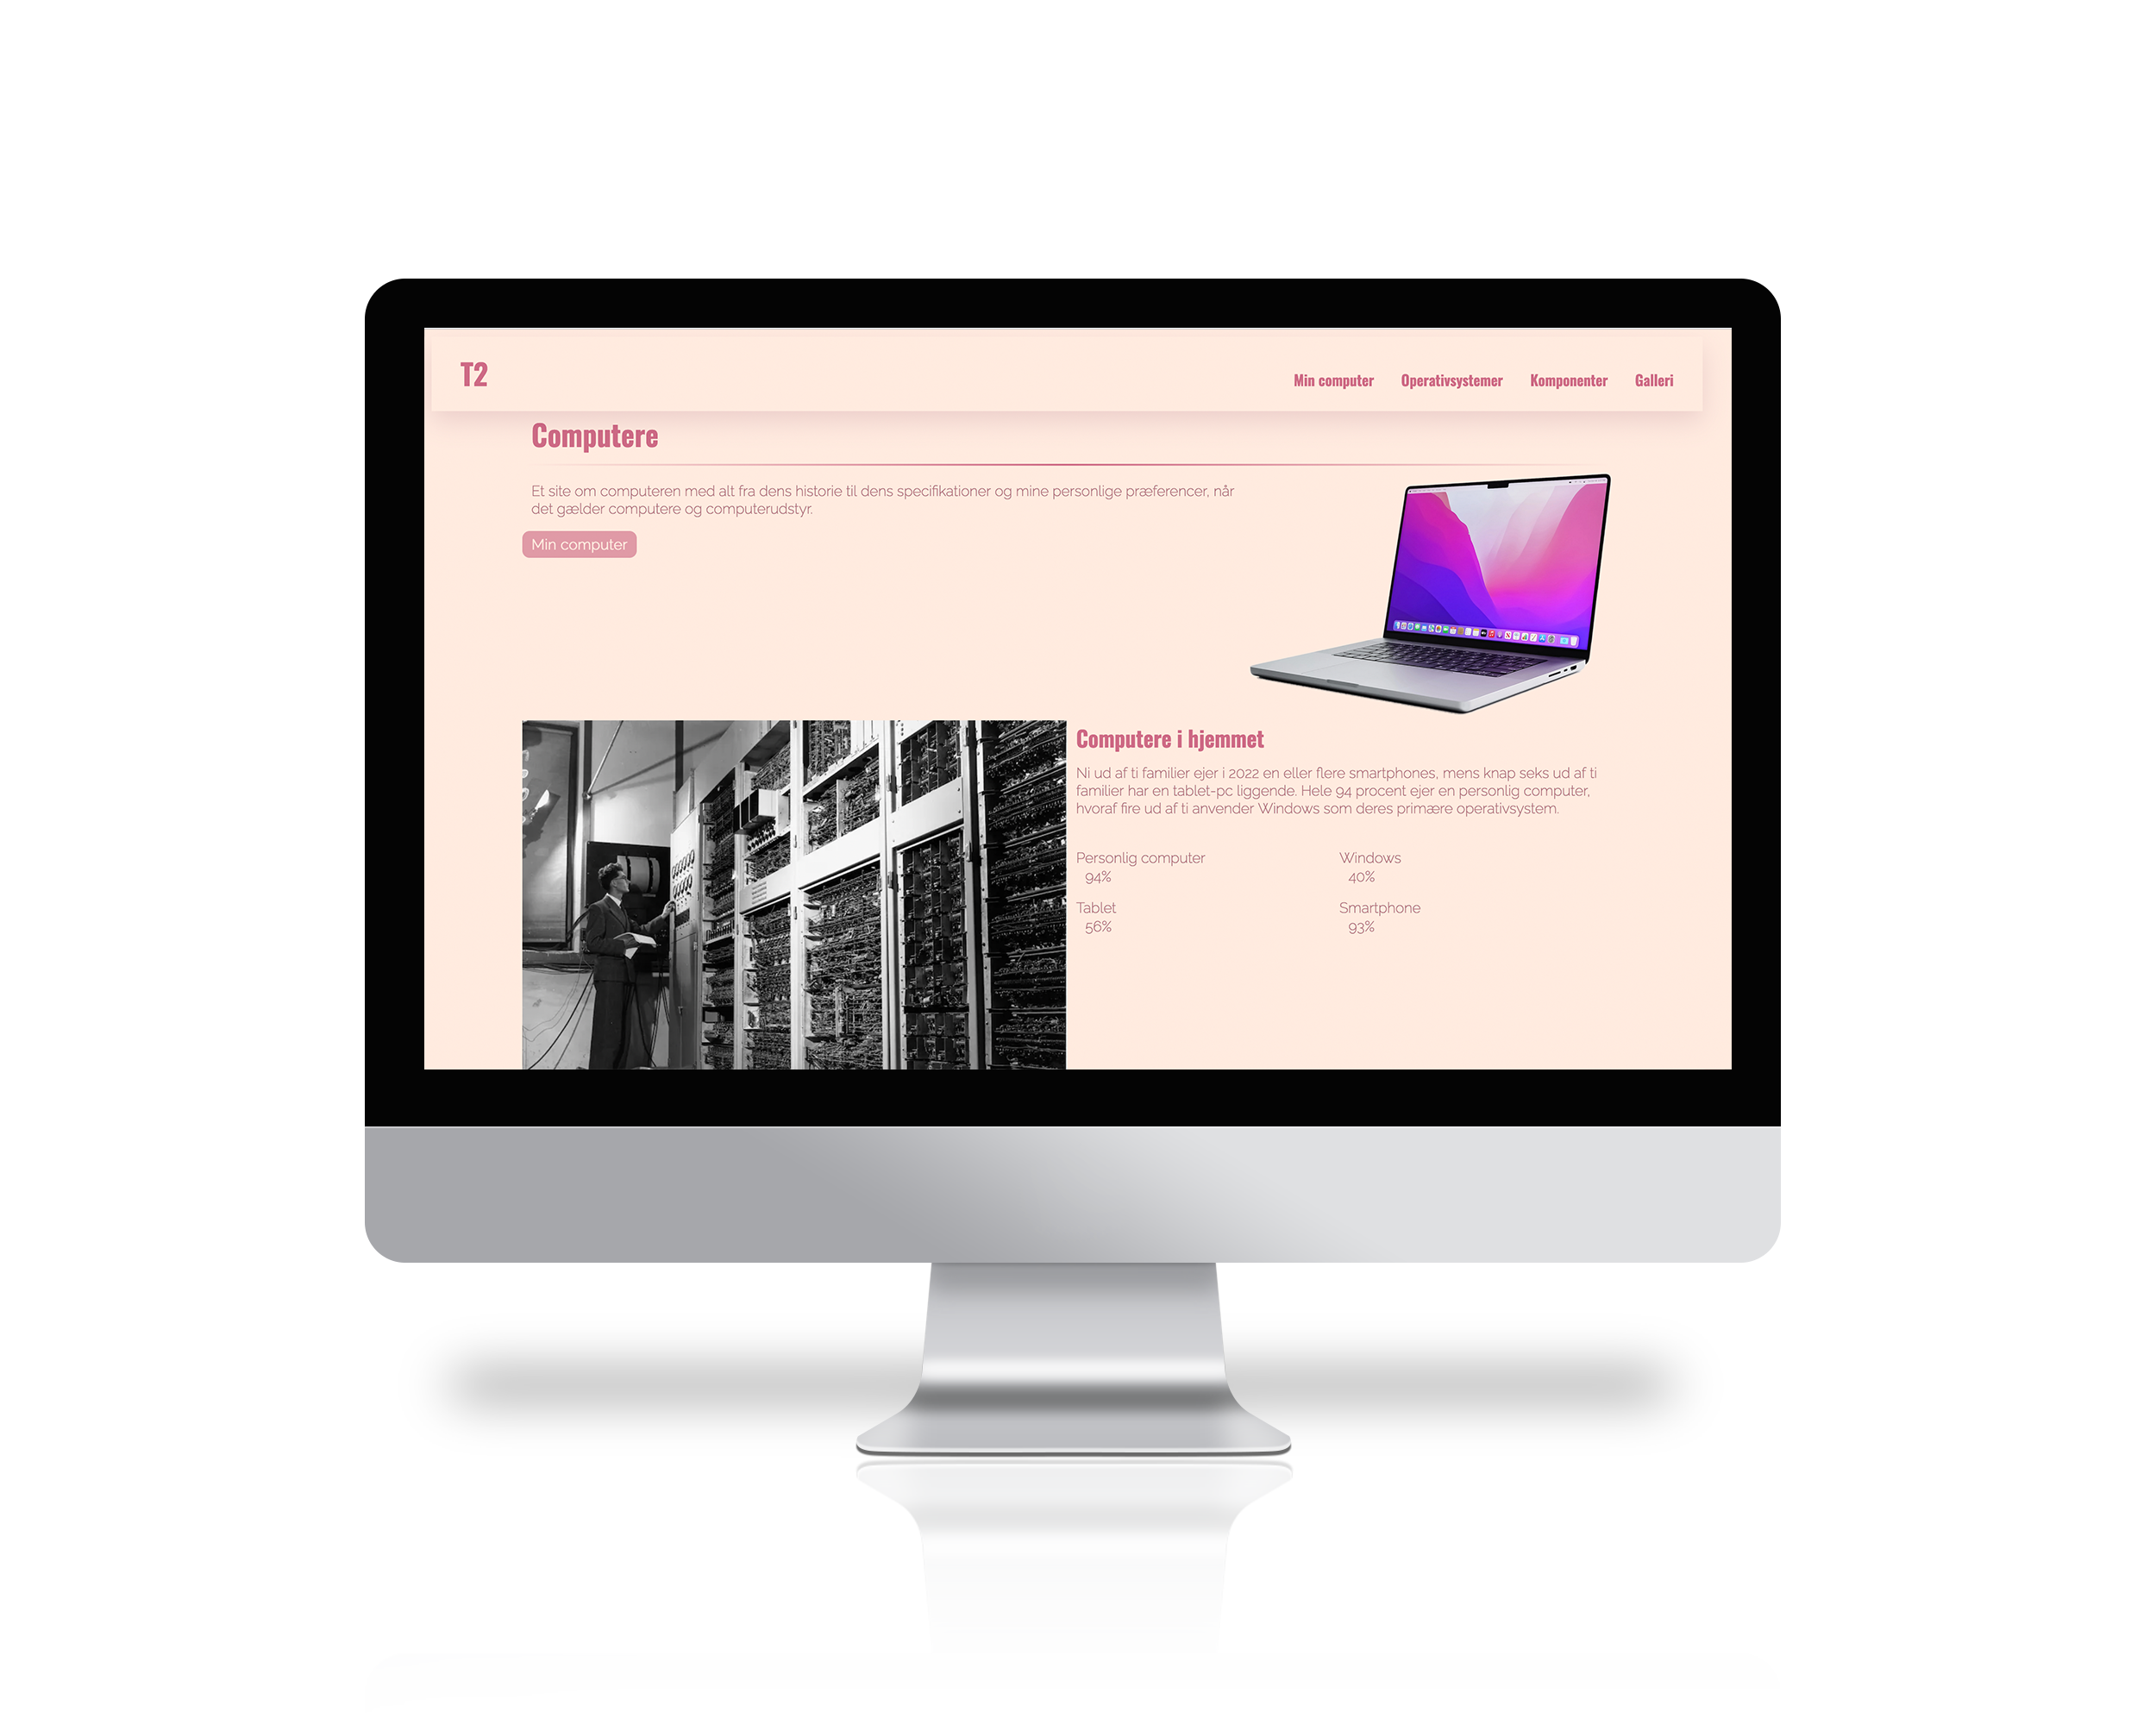 T2
Min computer Operativsystemer Komponenter Galleri
Computere
Et site om computeren med alt fra dens historie til dens specifikationer og mine personlige præferencer, når
det gælder computere og computerudstyr.
Min computer
Computere i hjemmet
Ni ud af ti familier ejer i 2022 en eller flere smartphones, mens knap seks ud af ti
familier har en tablet-pc liggende. Hele 94 procent ejer en personlig computer,
hvoraf fire ud af ti anvender Windows som deres primære operativsystem.
Personlig computer Windows
94% 40%
Tablet Smartphone
56% 93%